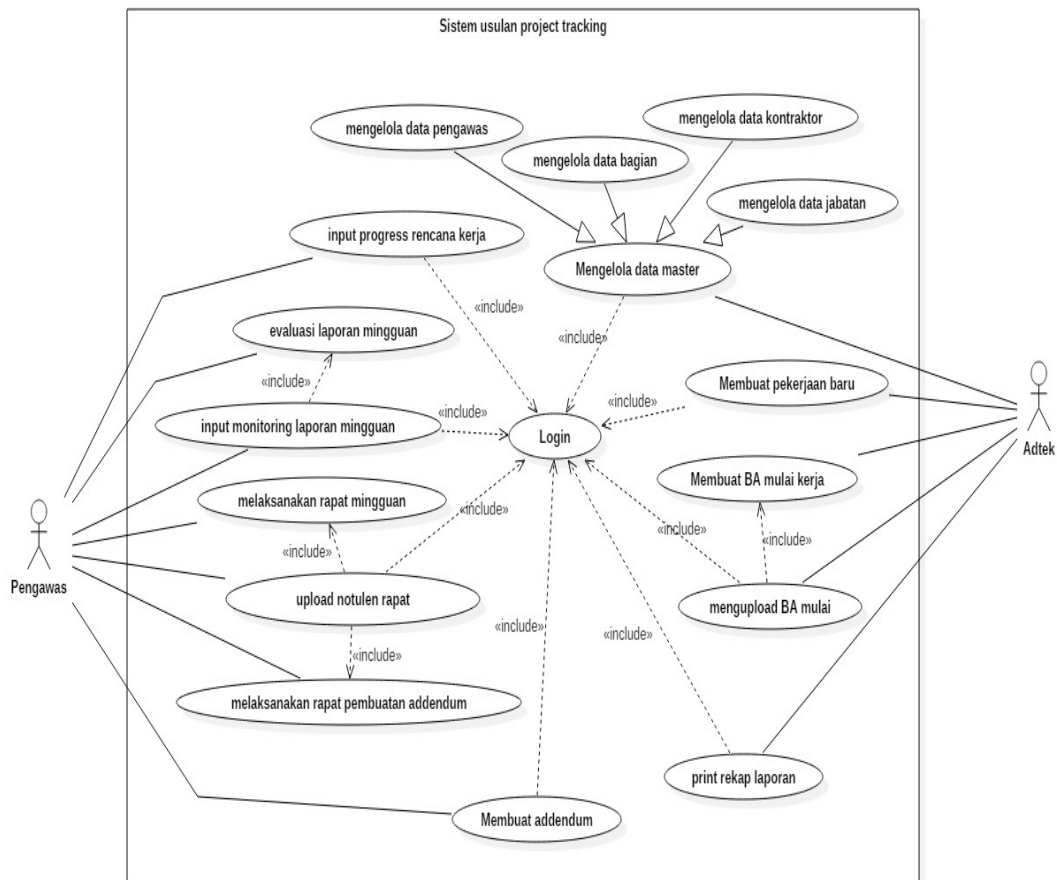 Sistem usulan project tracking
mengelola data kontraktor
mengelola data pengawas
mengelola data bagian
mengelola data jabatan
input progress rencana kerja
Mengelola data master
«include»
evaluasi laporan mingguan
«include»
«include»
Membuat pekerjaan baru
«include»
«include»
input monitoring laporan mingguan
Login
Adtek
«include»
Membuat BA mulai kerja
melaksanakan rapat mingguan
«include»
«include»
«include»
«include»
Pengawas
upload notulen rapat
mengupload BA mulai
«include»
«include»
«include»
melaksanakan rapat pembuatan addendum
print rekap laporan
Membuat addendum